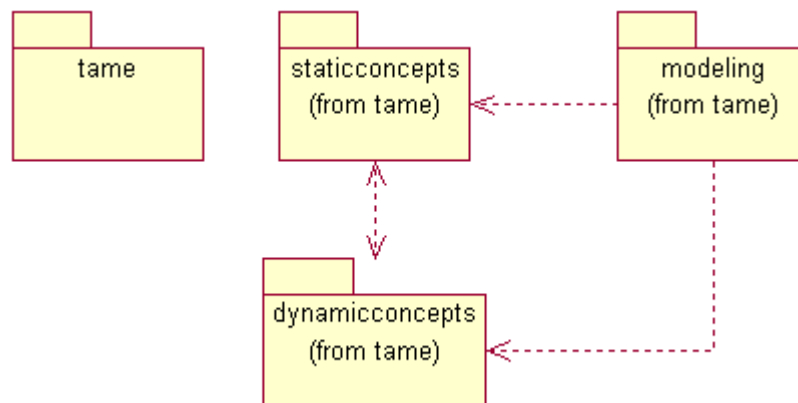 tame
staticconcepts
(from tame)
modeling
(from tame)
dynamicconcepts
(from tame)